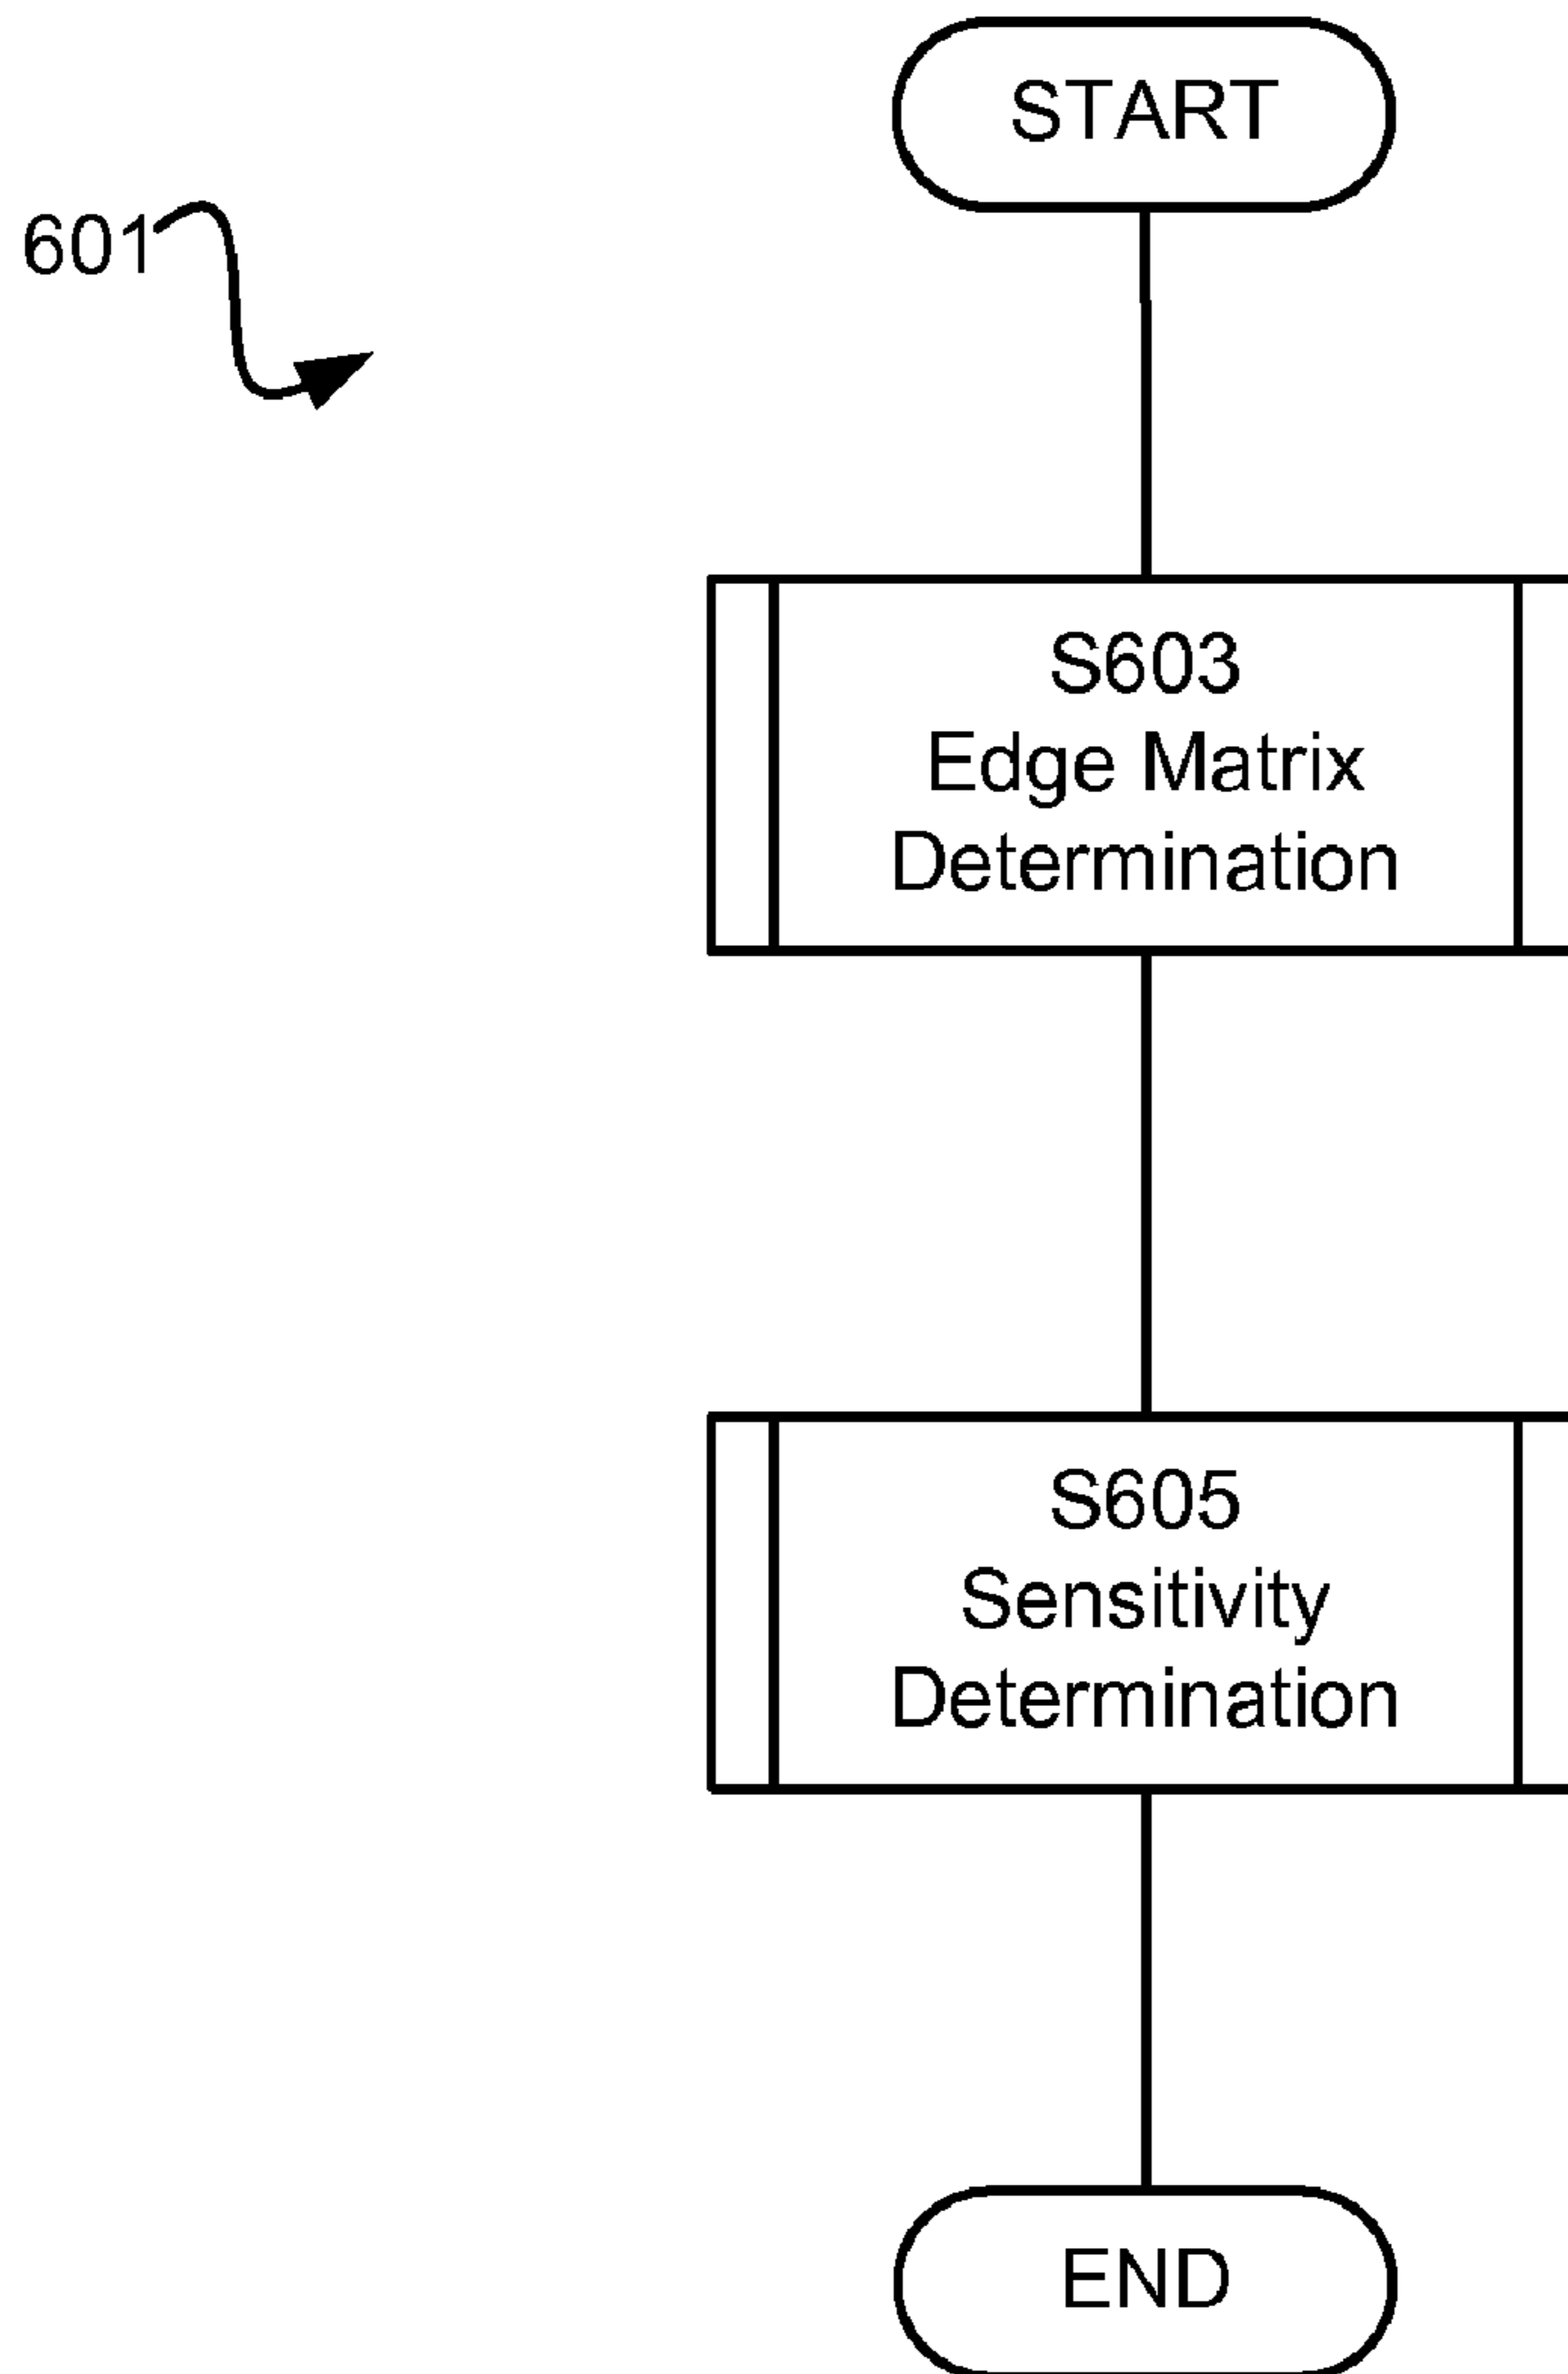 START
601
S603
Edge Matrix
Determination
S605
Sensitivity
Determination
END